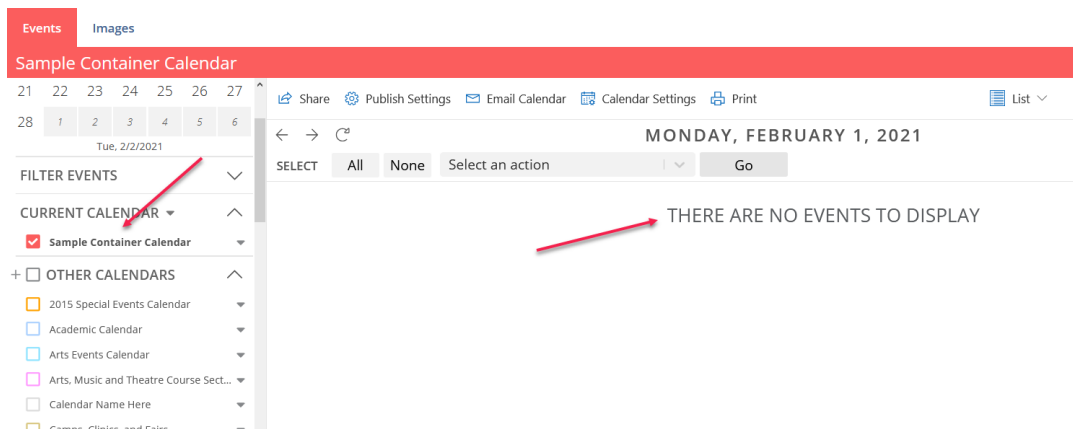 Events Images
Sample Container Calendar
21 22 23 24 25 26 27
28 1 2 3 4 5 6
Tue, 2/2/2021
FILTER EVENTS
CURRENT CALENDAR
Sample Container Calendar
+ OTHER CALENDARS
2015 Special Events Calendar
Academic Calendar
Arts Events Calendar
Arts, Music and Theatre Course Sect...
Calendar Name Here
Camps, Clinics, and Fairs
Share Publish Settings Email Calendar Calendar Settings Print List
MONDAY, FEBRUARY 1, 2021
SELECT All None Select an action Go
THERE ARE NO EVENTS TO DISPLAY